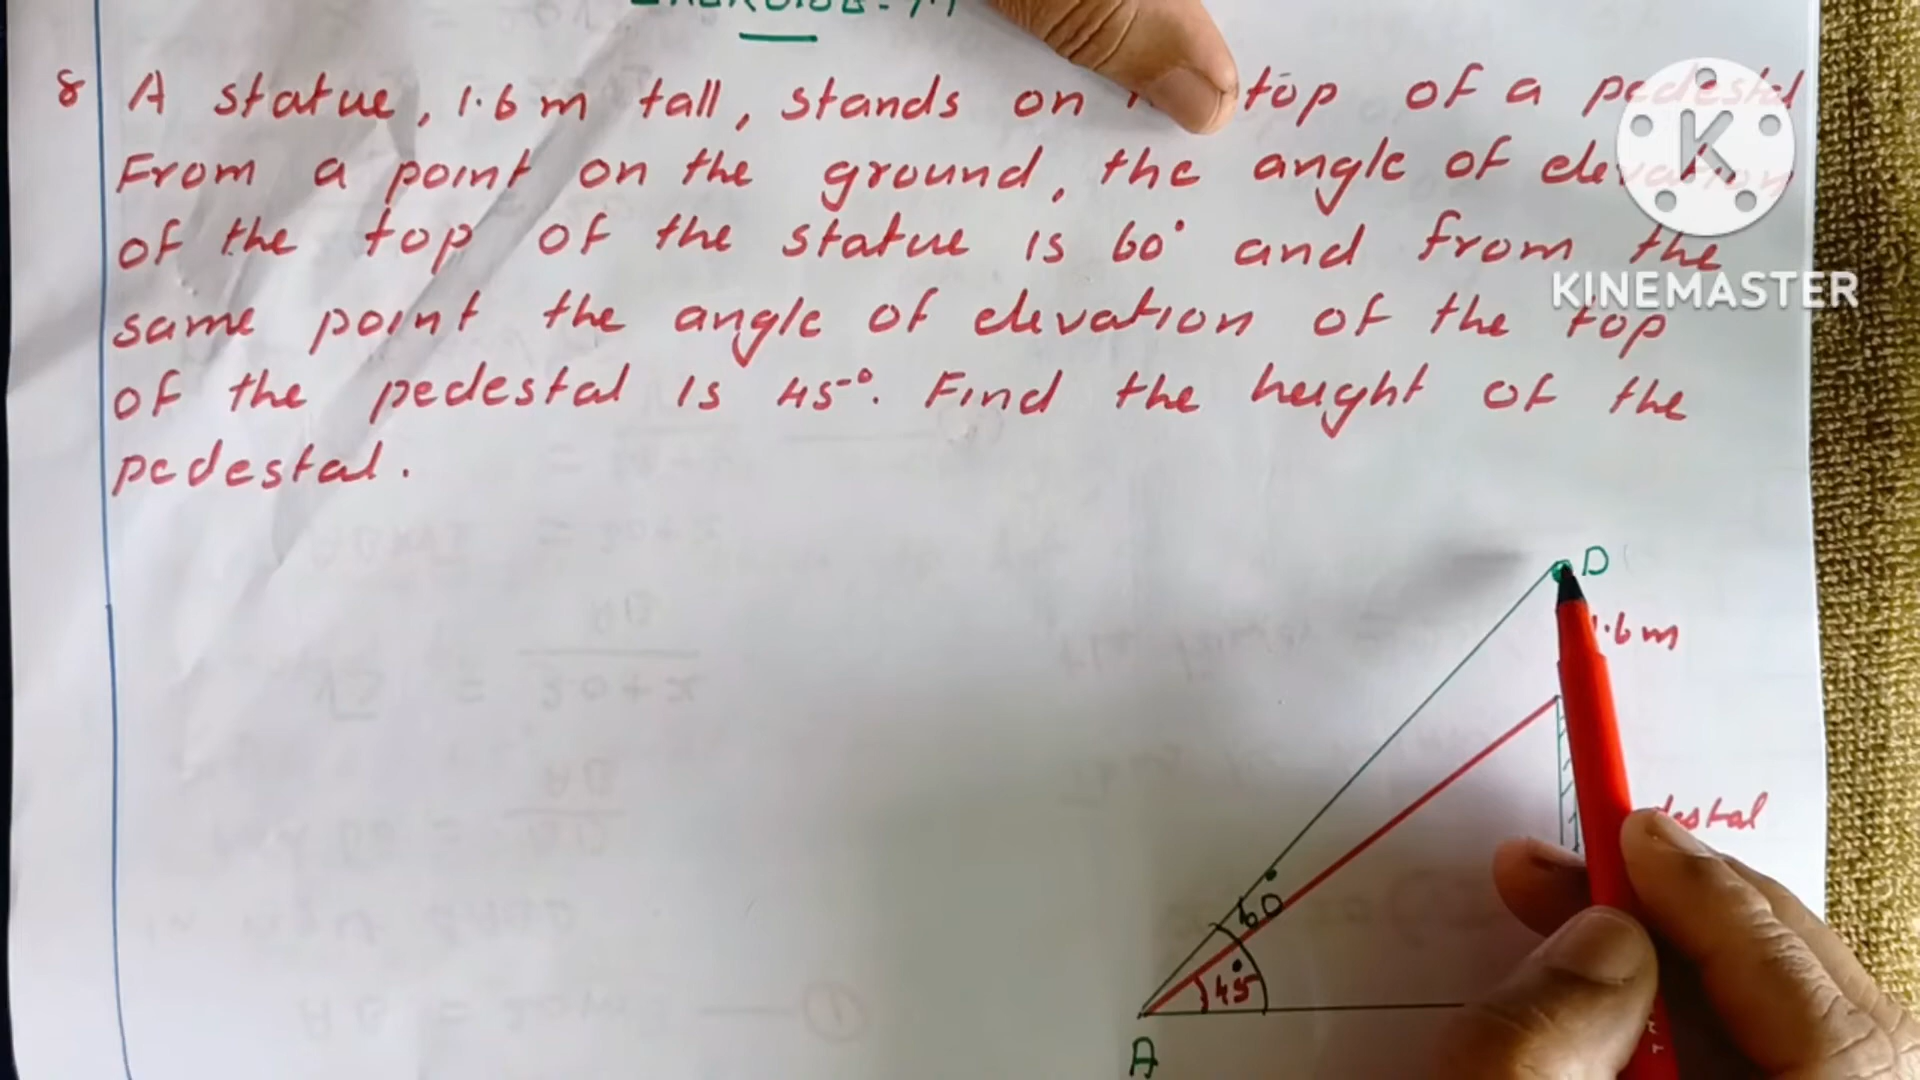 8 A statue, 1.6 m tall, stands on top of a pedestal
From a point on the ground, the angle of elevation
of the top of the statue is 60° and from the
same point the angle of elevation of the top
of the pedestal is 45°. Find the height of the
pedestal.
K
KINEMASTER
D
1.6 m
60°
45°
A